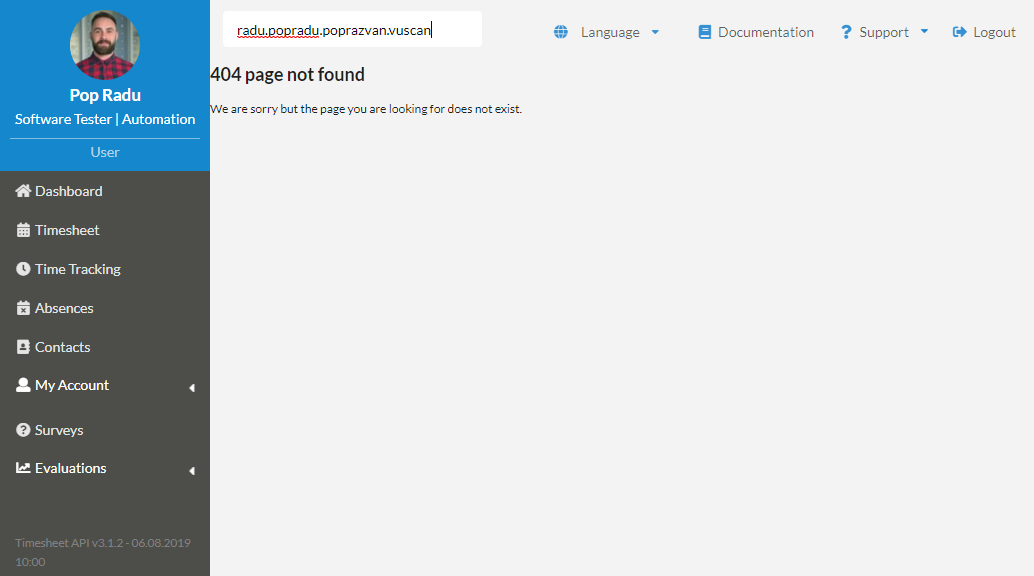 Pop Radu
Software Tester | Automation
User
Dashboard
Timesheet
Time Tracking
Absences
Contacts
My Account
Surveys
Evaluations
Timesheet API v3.1.2 - 06.08.2019
10:00
radu.popradu.poprazvan.vuscan
Language
Documentation
Support
Logout
404 page not found
We are sorry but the page you are looking for does not exist.